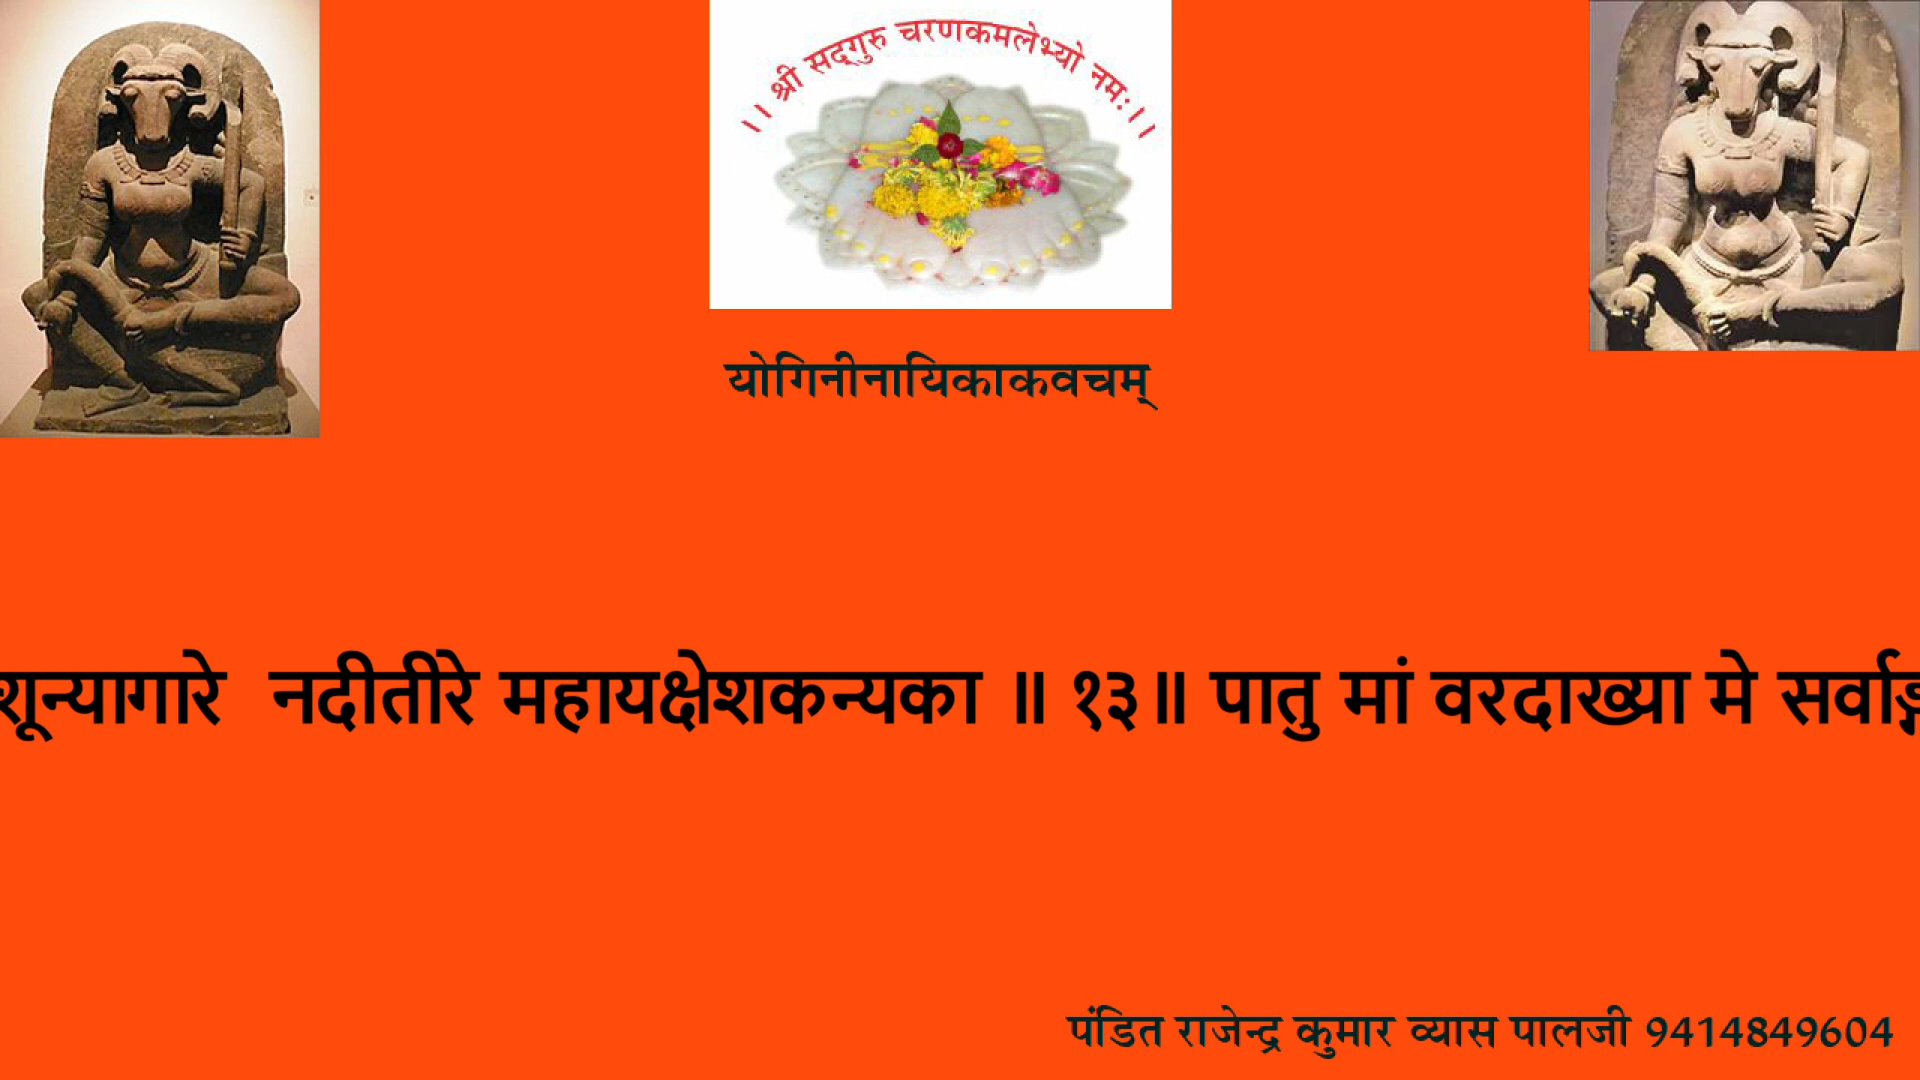 ।। श्री सद्‌गुरु चरणकमलेभ्यो नमः।।
योगिनीनायिकाकवचम्
शून्यागारे नदीतीरे महायक्षेशकन्यका ॥ १३॥ पातु मां वरदाख्या मे
पंडित राजेन्द्र कुमार व्यास पालजी 9414849604